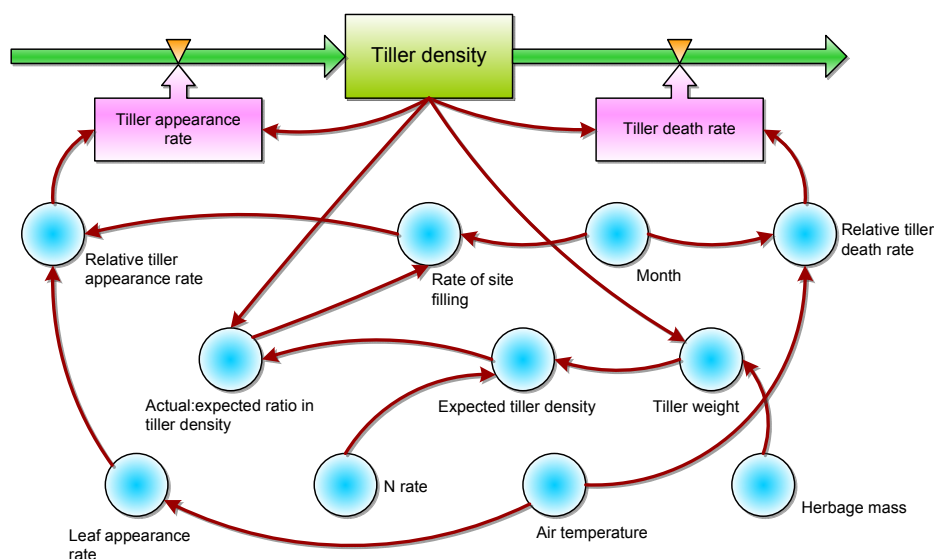 Tiller density
Tiller appearance
rate
Tiller death rate
Relative tiller
appearance rate
Rate of site
filling
Month
Relative tiller
death rate
Actual:expected ratio in
tiller density
Expected tiller density
Tiller weight
Leaf appearance
rate
N rate
Air temperature
Herbage mass